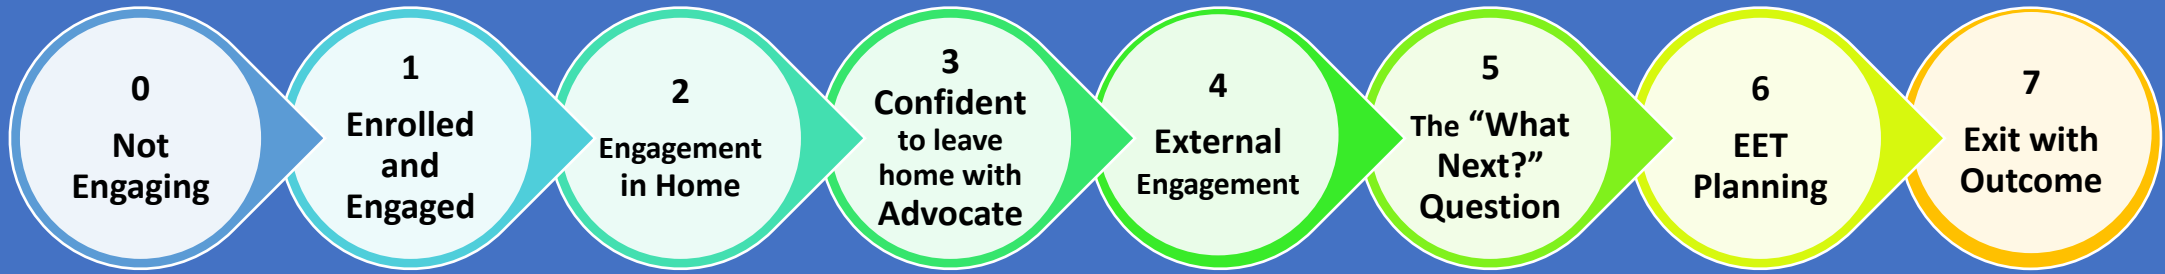 0
Not
Engaging
1
Enrolled
and
Engaged
2
Engagement
in Home
3
Confident
to leave
home with
Advocate
4
External
Engagement
5
The “What
Next?”
Question
6
EET
Planning
7
Exit with
Outcome